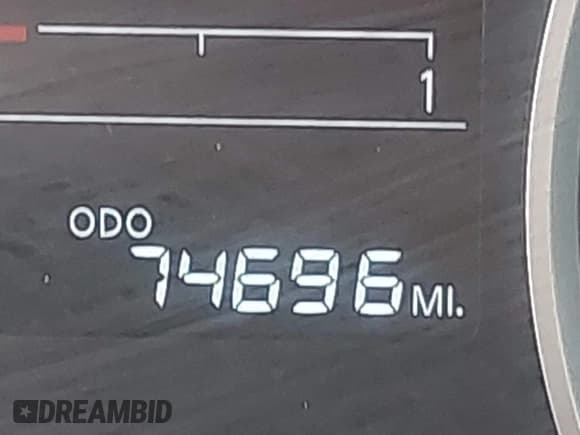 1
ODO
74696 MI.
DREAMBID